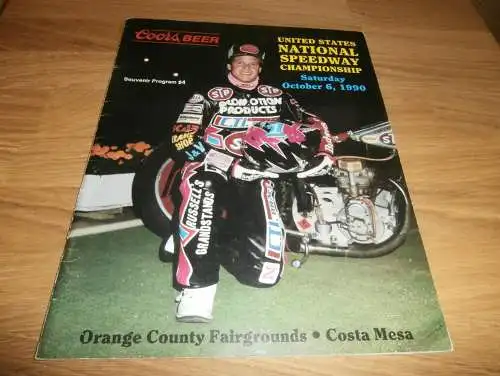 Coors BEER
Souvenir Program $4
UNITED STATES
NATIONAL
SPEEDWAY
CHAMPIONSHIP
Saturday
October 6, 1990
STP
STP
PRODUCTS
RUSSELL'S
GRANDSTANDS
Orange County Fairgrounds • Costa Mesa